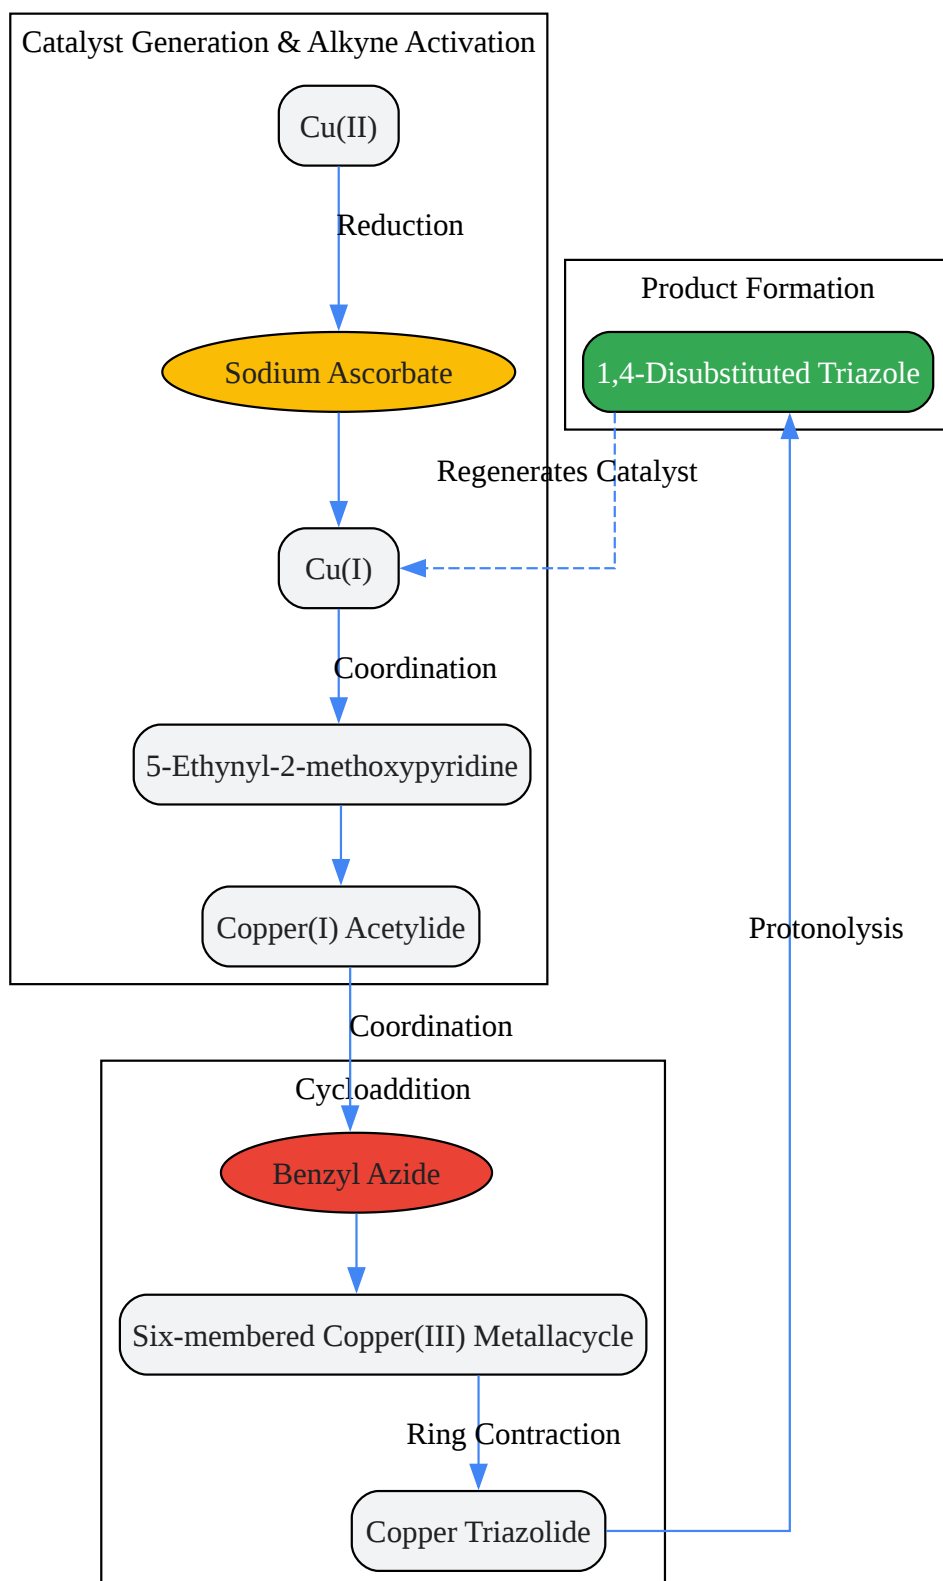 Catalyst Generation & Alkyne Activation
Cu(II)
Reduction
Product Formation
Sodium Ascorbate
1,4-Disubstituted Triazole
Regenerates Catalyst
Cu(I)
Coordination
5-Ethynyl-2-methoxypyridine
Copper(I) Acetylide
Protonolysis
Coordination
Cycloaddition
Benzyl Azide
Six-membered Copper(III) Metallacycle
Ring Contraction
Copper Triazolide